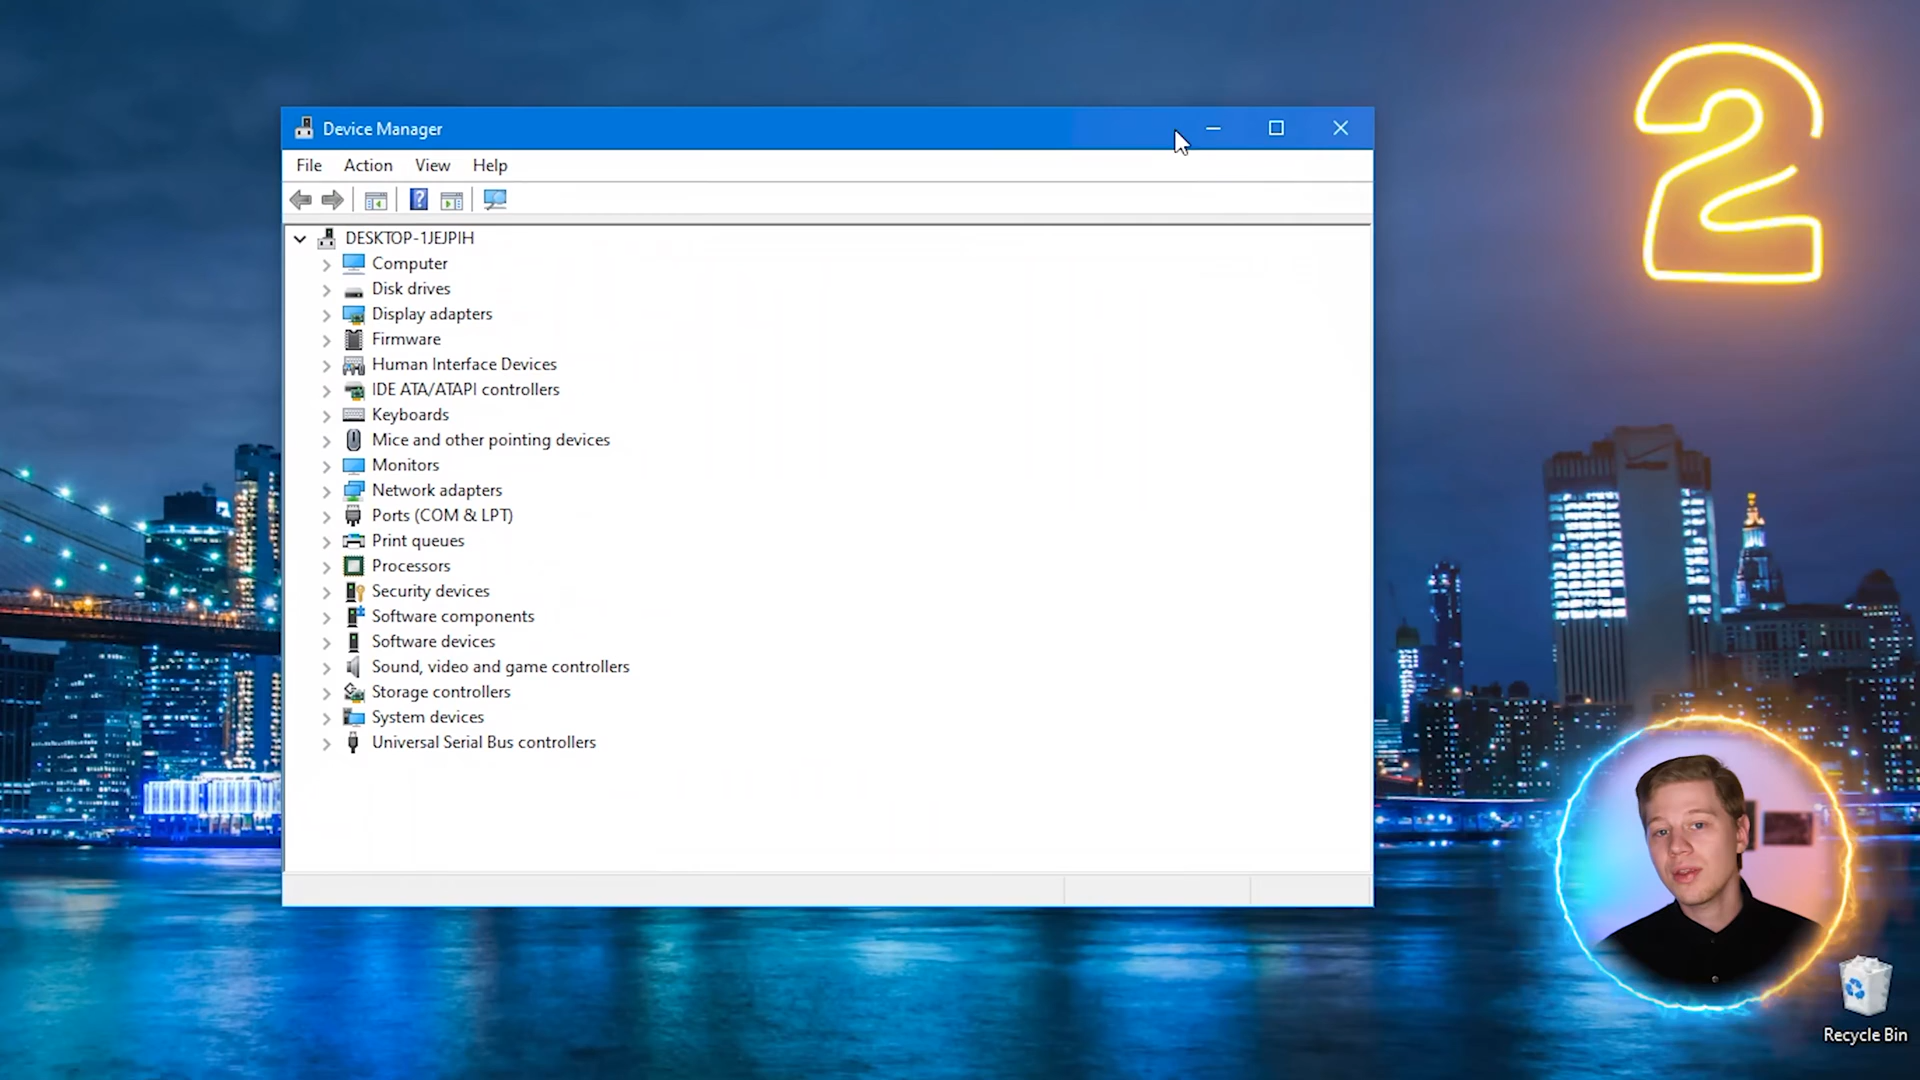 2
Device Manager
File Action View Help
DESKTOP-1JEJPIH
Computer
Disk drives
Display adapters
Firmware
Human Interface Devices
IDE ATA/ATAPI controllers
Keyboards
Mice and other pointing devices
Monitors
Network adapters
Ports (COM & LPT)
Print queues
Processors
Security devices
Software components
Software devices
Sound, video and game controllers
Storage controllers
System devices
Universal Serial Bus controllers
Recycle Bin